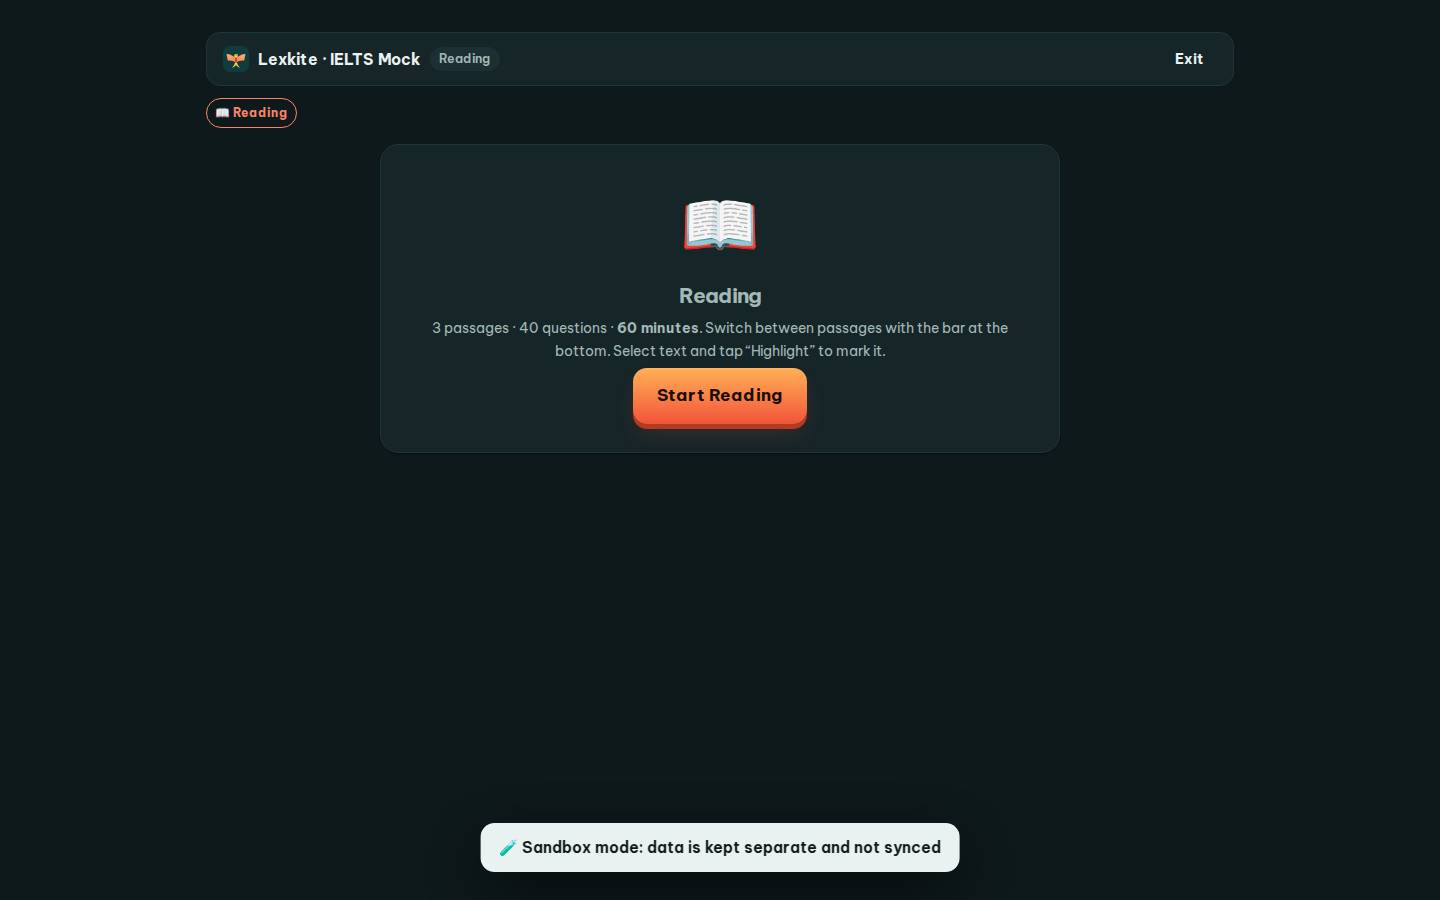 Lexkite · IELTS Mock Reading Exit
📖 Reading
Reading
3 passages · 40 questions · 60 minutes. Switch between passages with the bar at the
bottom. Select text and tap “Highlight” to mark it.
Start Reading
🧪 Sandbox mode: data is kept separate and not synced